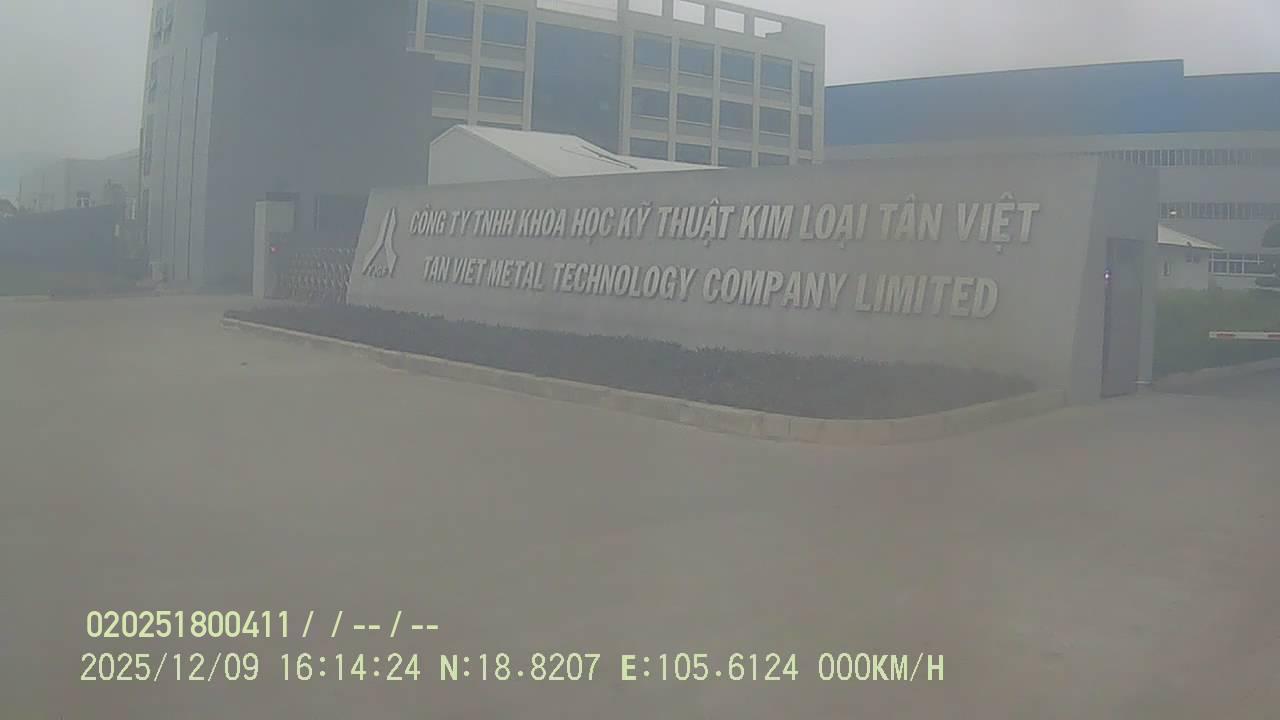 CÔNG TY TNHH KHOA HỌC KỸ THUẬT KIM LOẠI TÂN VIỆT
TAN VIET METAL TECHNOLOGY COMPANY LIMITED
020251800411 / / -- / --
2025/12/09 16:14:24 N:18.8207 E:105.6124 000KM/H